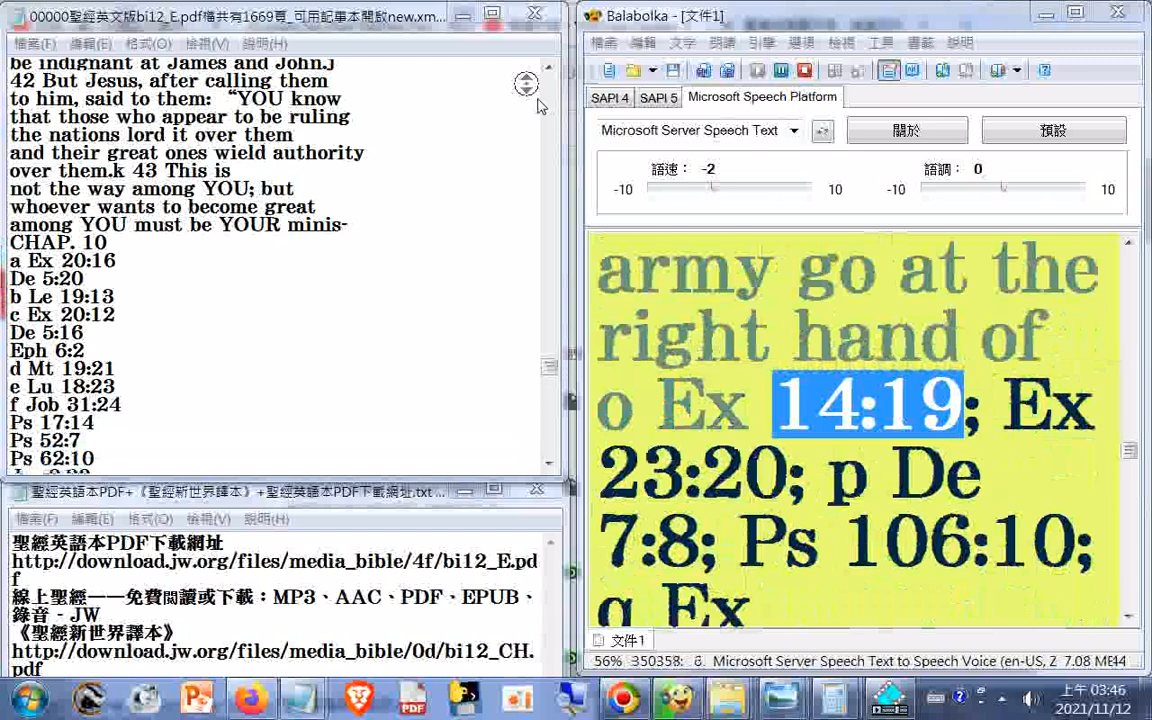 00000聖經英文版bi12_E.pdf檔共有1669頁_可用記事本開啟new.xm...
檔案(F) 編輯(E) 格式(O) 檢視(V) 說明(H)
be indignant at James and John.j
42 But Jesus, after calling them
to him, said to them: “YOU know
that those who appear to be ruling
the nations lord it over them
and their great ones wield authority
over them.k 43 This is
not the way among YOU; but
whoever wants to become great
among YOU must be YOUR minis-
CHAP. 10
a Ex 20:16
De 5:20
b Le 19:13
c Ex 20:12
De 5:16
Eph 6:2
d Mt 19:21
e Lu 18:23
f Job 31:24
Ps 17:14
Ps 52:7
Ps 62:10
聖經英語本PDF+《聖經新世界譯本》+聖經英語本PDF下載網址.txt ...
檔案(F) 編輯(E) 格式(O) 檢視(V) 說明(H)
聖經英語本PDF下載網址
http://download.jw.org/files/media_bible/4f/bi12_E.pd
f
線上聖經——免費閱讀或下載：MP3、AAC、PDF、EPUB、
錄音 - JW
《聖經新世界譯本》
http://download.jw.org/files/media_bible/0d/bi12_CH.
pdf
Balabolka - [文件1]
檔案 編輯 文字 朗讀 引擎 選項 檢視 工具 書籤 說明
SAPI 4 SAPI 5 Microsoft Speech Platform
Microsoft Server Speech Text 關於 預設
語速： -2 語調： 0
-10 10 -10 10
army go at the
right hand of
o Ex 14:19; Ex
23:20; p De
7:8; Ps 106:10;
q Ex
文件1
56% 350358: 8. Microsoft Server Speech Text to Speech Voice (en-US, Z 7.08 ME44
上午 03:46
2021/11/12